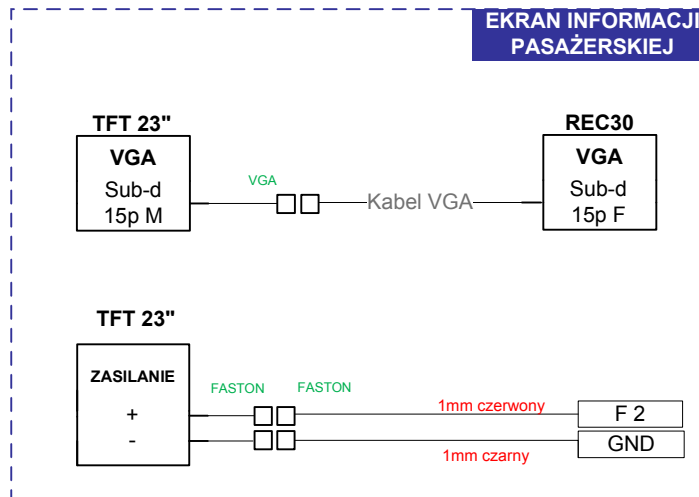 EKRAN INFORMACJI
PASAŻERSKIEJ
TFT 23"
VGA
Sub-d
15p M
VGA
Kabel VGA
REC30
VGA
Sub-d
15p F
TFT 23"
ZASILANIE
+
-
FASTON
FASTON
1mm czerwony
F 2
1mm czarny
GND